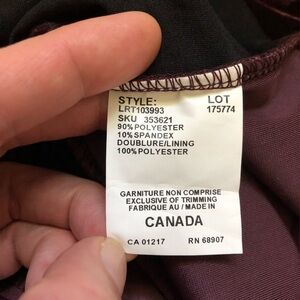 STYLE: LOT
LRT103993 175774
SKU 353621
90%POLYESTER
10%SPANDEX
DOUBLURE/LINING
100%POLYESTER
GARNITURE NON COMPRISE
EXCLUSIVE OF TRIMMING
FABRIQUE AU / MADE IN
CANADA
CA 01217 RN 68907